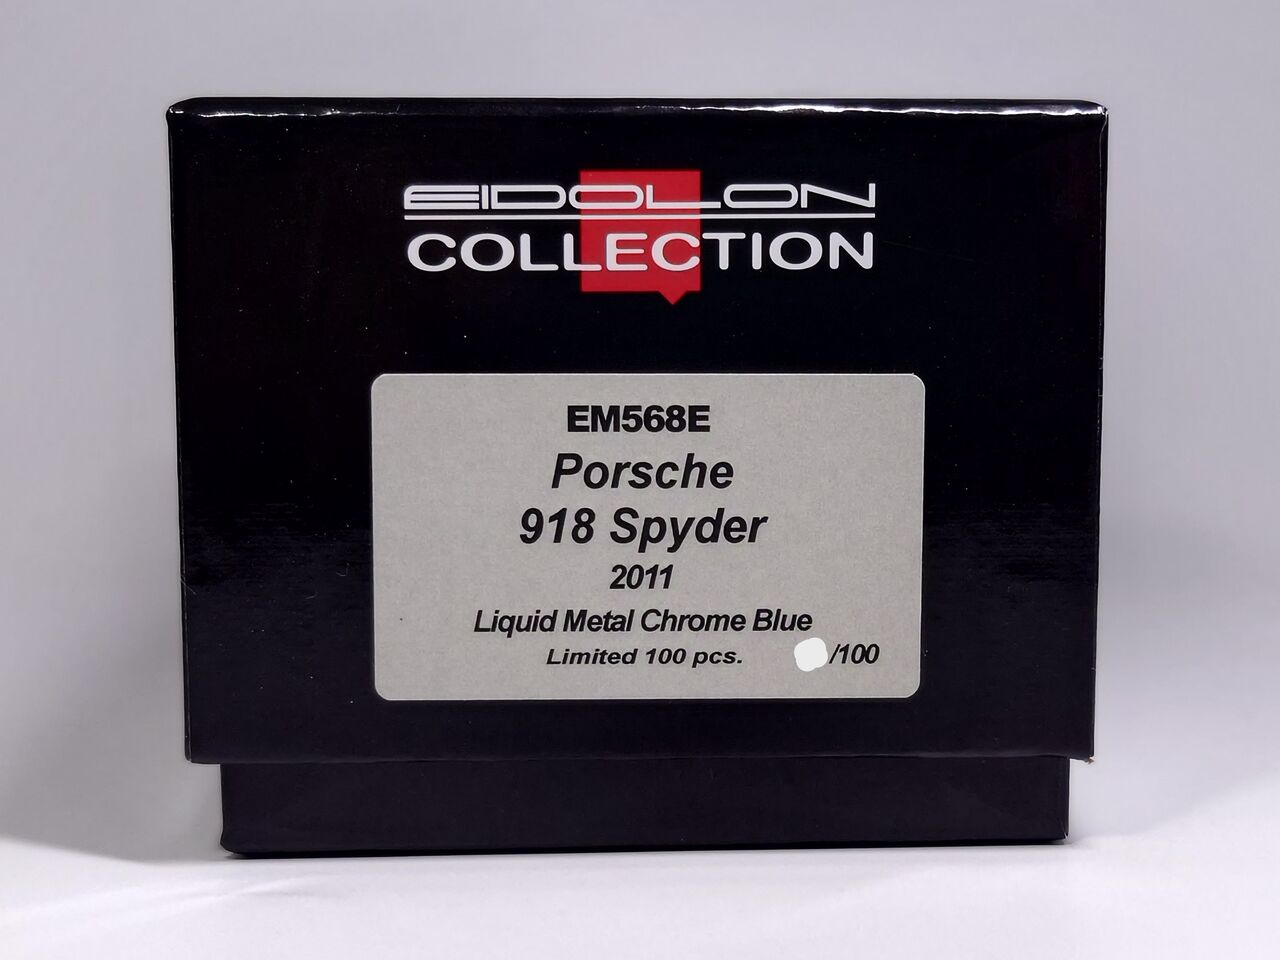 EIDOLON
COLLECTION
EM568E
Porsche
918 Spyder
2011
Liquid Metal Chrome Blue
Limited 100 pcs. /100